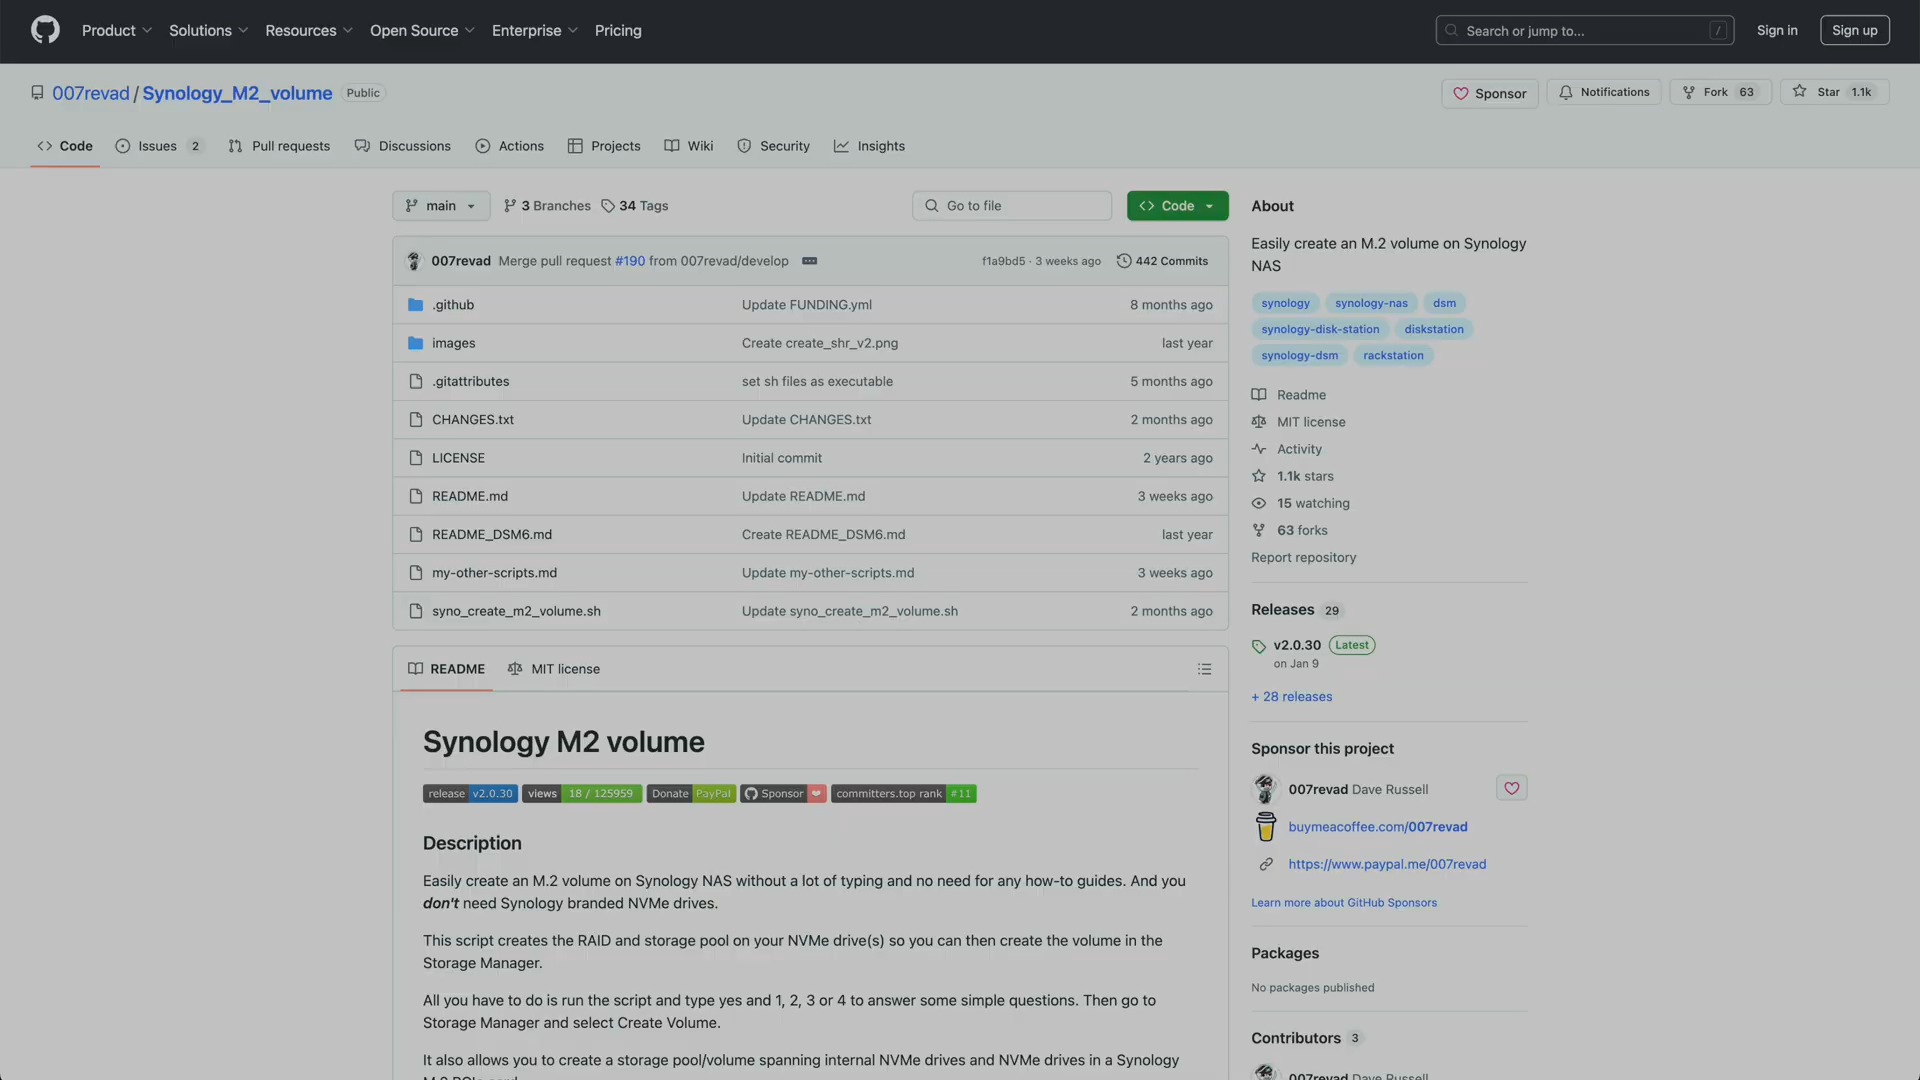 Product Solutions Resources Open Source Enterprise Pricing Search or jump to... / Sign in Sign up
007revad / Synology_M2_volume Public Sponsor Notifications Fork 63 Star 1.1k
Code Issues 2 Pull requests Discussions Actions Projects Wiki Security Insights
main 3 Branches 34 Tags Go to file Code
007revad Merge pull request #190 from 007revad/develop f1a9bd5 · 3 weeks ago 442 Commits
.github Update FUNDING.yml 8 months ago
images Create create_shr_v2.png last year
.gitattributes set sh files as executable 5 months ago
CHANGES.txt Update CHANGES.txt 2 months ago
LICENSE Initial commit 2 years ago
README.md Update README.md 3 weeks ago
README_DSM6.md Create README_DSM6.md last year
my-other-scripts.md Update my-other-scripts.md 3 weeks ago
syno_create_m2_volume.sh Update syno_create_m2_volume.sh 2 months ago
README MIT license
Synology M2 volume
release v2.0.30 views 18 / 125959 Donate PayPal Sponsor committers.top rank #11
Description
Easily create an M.2 volume on Synology NAS without a lot of typing and no need for any how-to guides. And you
don't need Synology branded NVMe drives.
This script creates the RAID and storage pool on your NVMe drive(s) so you can then create the volume in the
Storage Manager.
All you have to do is run the script and type yes and 1, 2, 3 or 4 to answer some simple questions. Then go to
Storage Manager and select Create Volume.
It also allows you to create a storage pool/volume spanning internal NVMe drives and NVMe drives in a Synology
About
Easily create an M.2 volume on Synology
NAS
synology synology-nas dsm
synology-disk-station diskstation
synology-dsm rackstation
Readme
MIT license
Activity
1.1k stars
15 watching
63 forks
Report repository
Releases 29
v2.0.30 Latest
on Jan 9
+ 28 releases
Sponsor this project
007revad Dave Russell
buymeacoffee.com/007revad
https://www.paypal.me/007revad
Learn more about GitHub Sponsors
Packages
No packages published
Contributors 3
007revad Dave Russell